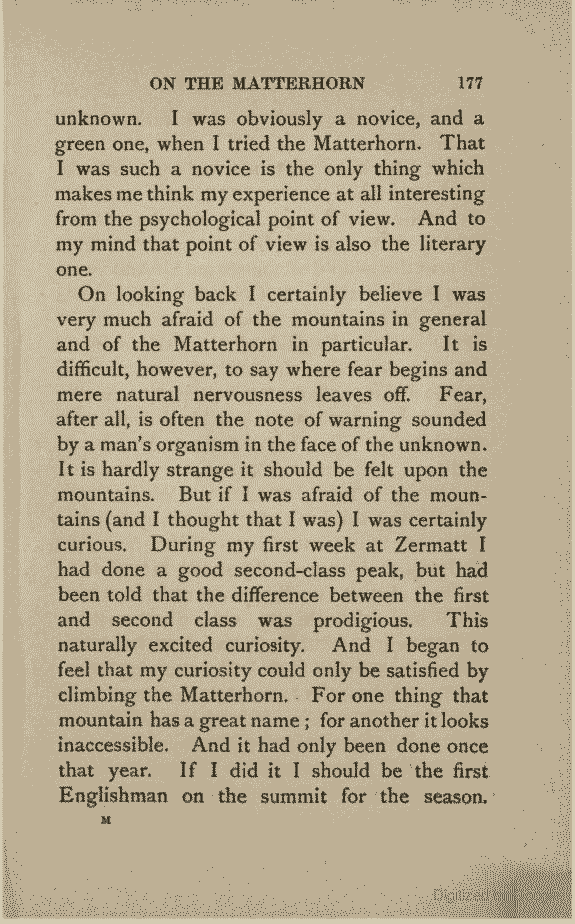 ON THE MATTERHORN 177
unknown. I was obviously a novice, and a
green one, when I tried the Matterhorn. That
I was such a novice is the only thing which
makes me think my experience at all interesting
from the psychological point of view. And to
my mind that point of view is also the literary
one.
On looking back I certainly believe I was
very much afraid of the mountains in general
and of the Matterhorn in particular. It is
difficult, however, to say where fear begins and
mere natural nervousness leaves off. Fear,
after all, is often the note of warning sounded
by a man's organism in the face of the unknown.
It is hardly strange it should be felt upon the
mountains. But if I was afraid of the moun-
tains (and I thought that I was) I was certainly
curious. During my first week at Zermatt I
had done a good second-class peak, but had
been told that the difference between the first
and second class was prodigious. This
naturally excited curiosity. And I began to
feel that my curiosity could only be satisfied by
climbing the Matterhorn. For one thing that
mountain has a great name; for another it looks
inaccessible. And it had only been done once
that year. If I did it I should be the first
Englishman on the summit for the season.
M
Digitized